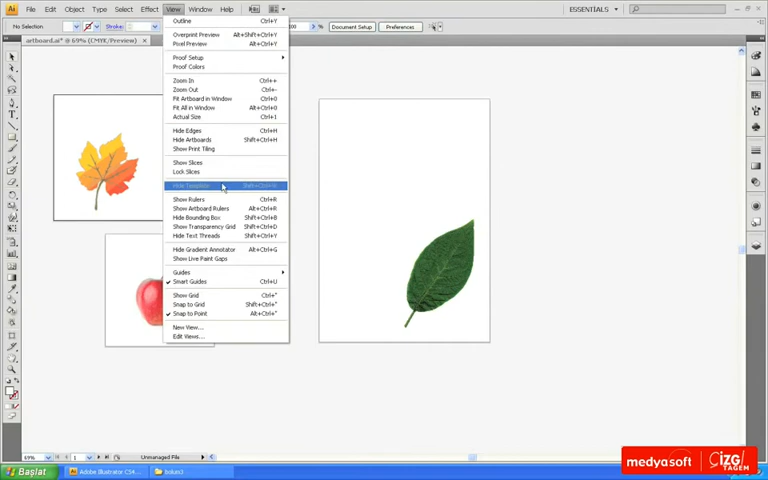 Ai File Edit Object Type Select Effect View Window Help
ESSENTIALS
No Selection
Stroke:
Document Setup
Preferences
artboard.ai* @ 69% (CMYK/Preview)
Outline Ctrl+Y
Overprint Preview Alt+Shift+Ctrl+Y
Pixel Preview Alt+Ctrl+Y
Proof Setup
Proof Colors
Zoom In Ctrl++
Zoom Out Ctrl+-
Fit Artboard in Window Ctrl+0
Fit All in Window Alt+Ctrl+0
Actual Size Ctrl+1
Hide Edges Ctrl+H
Hide Artboards Shift+Ctrl+H
Show Print Tiling
Show Slices
Lock Slices
Hide Template Shift+Ctrl+W
Show Rulers Ctrl+R
Show Artboard Rulers Alt+Ctrl+R
Hide Bounding Box Shift+Ctrl+B
Show Transparency Grid Shift+Ctrl+D
Hide Text Threads Shift+Ctrl+Y
Hide Gradient Annotator Alt+Ctrl+G
Show Live Paint Gaps
Guides
Smart Guides Ctrl+U
Show Grid Ctrl+"
Snap to Grid Shift+Ctrl+"
Snap to Point Alt+Ctrl+"
New View...
Edit Views...
69% 1 Unmanaged File
Başlat
Adobe Illustrator CS4...
bolum3
medyasoft
çizgi
TAGEM